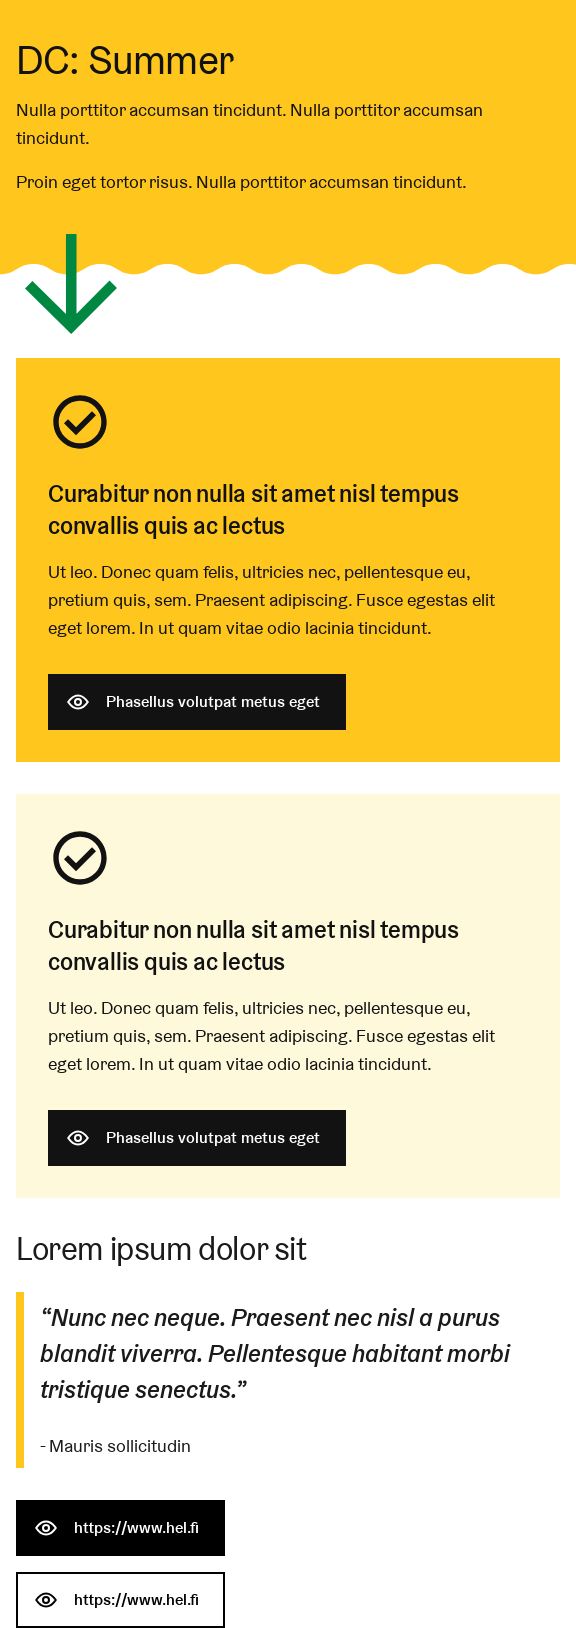 DC: Summer
Nulla porttitor accumsan tincidunt. Nulla porttitor accumsan
tincidunt.
Proin eget tortor risus. Nulla porttitor accumsan tincidunt.
Curabitur non nulla sit amet nisl tempus
convallis quis ac lectus
Ut leo. Donec quam felis, ultricies nec, pellentesque eu,
pretium quis, sem. Praesent adipiscing. Fusce egestas elit
eget lorem. In ut quam vitae odio lacinia tincidunt.
Phasellus volutpat metus eget
Curabitur non nulla sit amet nisl tempus
convallis quis ac lectus
Ut leo. Donec quam felis, ultricies nec, pellentesque eu,
pretium quis, sem. Praesent adipiscing. Fusce egestas elit
eget lorem. In ut quam vitae odio lacinia tincidunt.
Phasellus volutpat metus eget
Lorem ipsum dolor sit
“Nunc nec neque. Praesent nec nisl a purus
blandit viverra. Pellentesque habitant morbi
tristique senectus.”
- Mauris sollicitudin
https://www.hel.fi
https://www.hel.fi